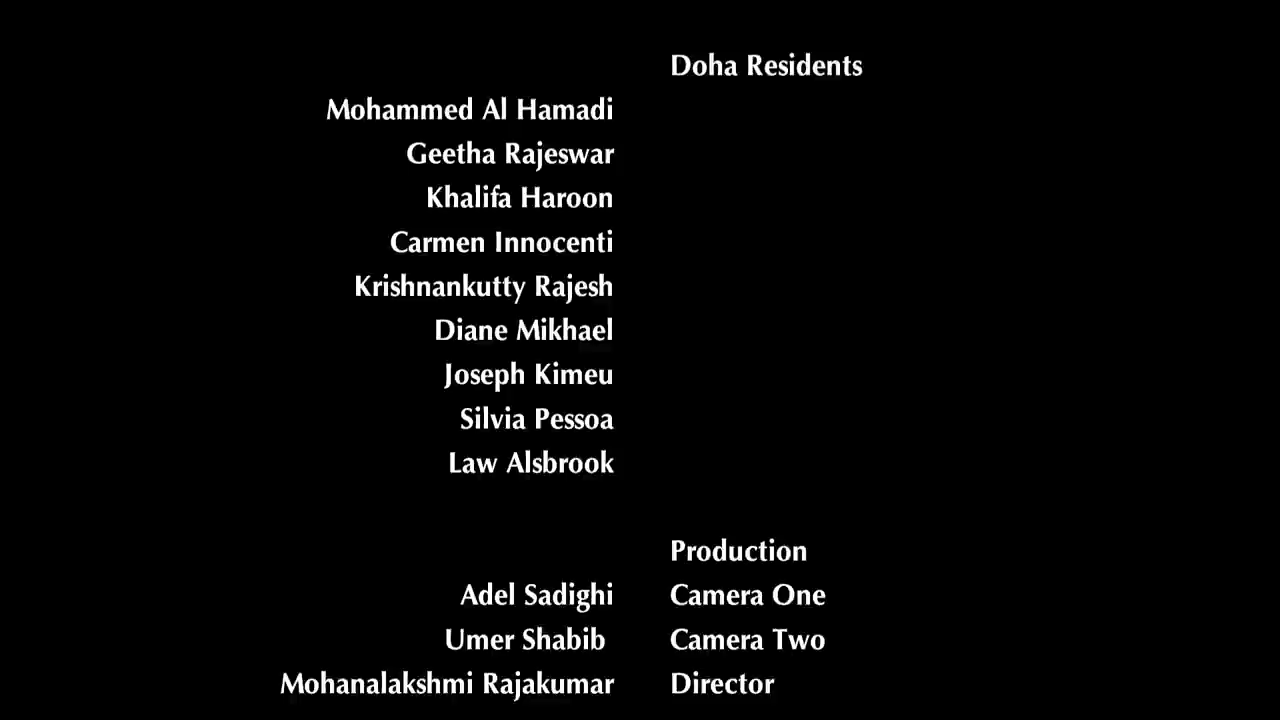 Doha Residents
Mohammed Al Hamadi
Geetha Rajeswar
Khalifa Haroon
Carmen Innocenti
Krishnankutty Rajesh
Diane Mikhael
Joseph Kimeu
Silvia Pessoa
Law Alsbrook
Production
Adel Sadighi Camera One
Umer Shabib Camera Two
Mohanalakshmi Rajakumar Director